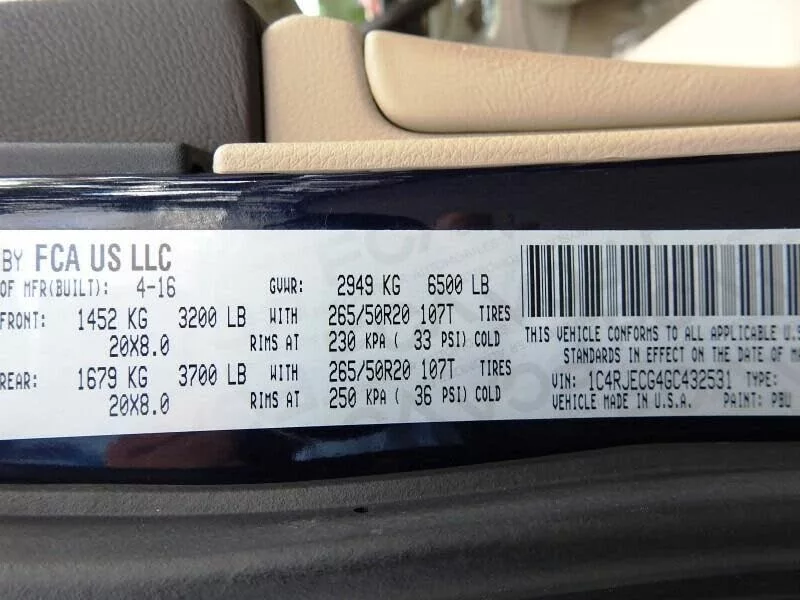 BY FCA US LLC
OF MFR(BUILT): 4-16 GVWR: 2949 KG 6500 LB
FRONT: 1452 KG 3200 LB WITH 265/50R20 107T TIRES
20X8.0 RIMS AT 230 KPA ( 33 PSI) COLD
REAR: 1679 KG 3700 LB WITH 265/50R20 107T TIRES
20X8.0 RIMS AT 250 KPA ( 36 PSI) COLD
THIS VEHICLE CONFORMS TO ALL APPLICABLE U.S
STANDARDS IN EFFECT ON THE DATE OF MA
VIN: 1C4RJECG4GC432531 TYPE:
VEHICLE MADE IN U.S.A. PAINT: PBU